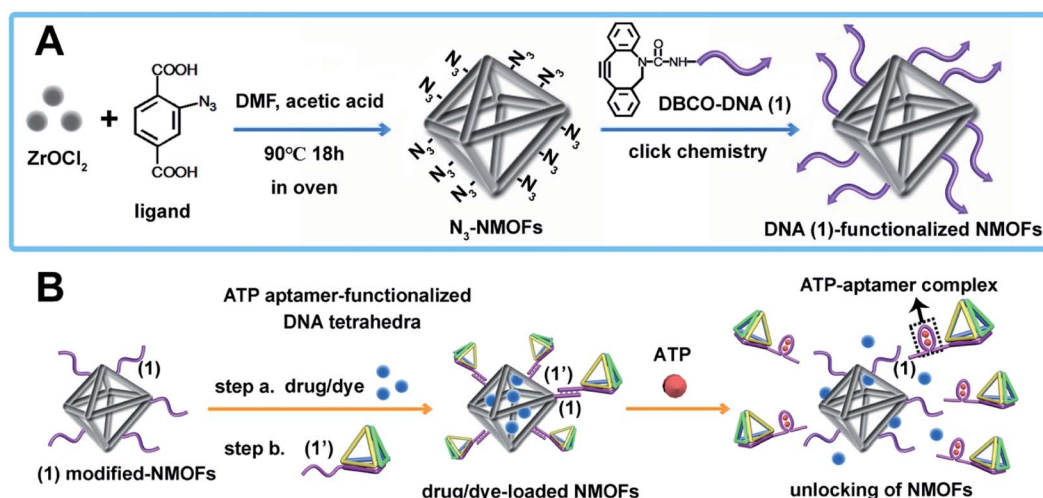 A
ZrOCl₂
+
COOH
N₃
COOH
ligand
DMF, acetic acid
90℃ 18h
in oven
N₃
N₃
N₃
N₃
N₃
N₃
N₃
N₃
N₃
N₃
N₃
N₃
N₃-NMOFs
O
N-C-NH-
DBCO-DNA (1)
click chemistry
DNA (1)-functionalized NMOFs
B
ATP aptamer-functionalized
DNA tetrahedra
(1)
(1) modified-NMOFs
step a. drug/dye
step b.
(1')
(1')
(1)
drug/dye-loaded NMOFs
ATP
ATP-aptamer complex
(1)
unlocking of NMOFs